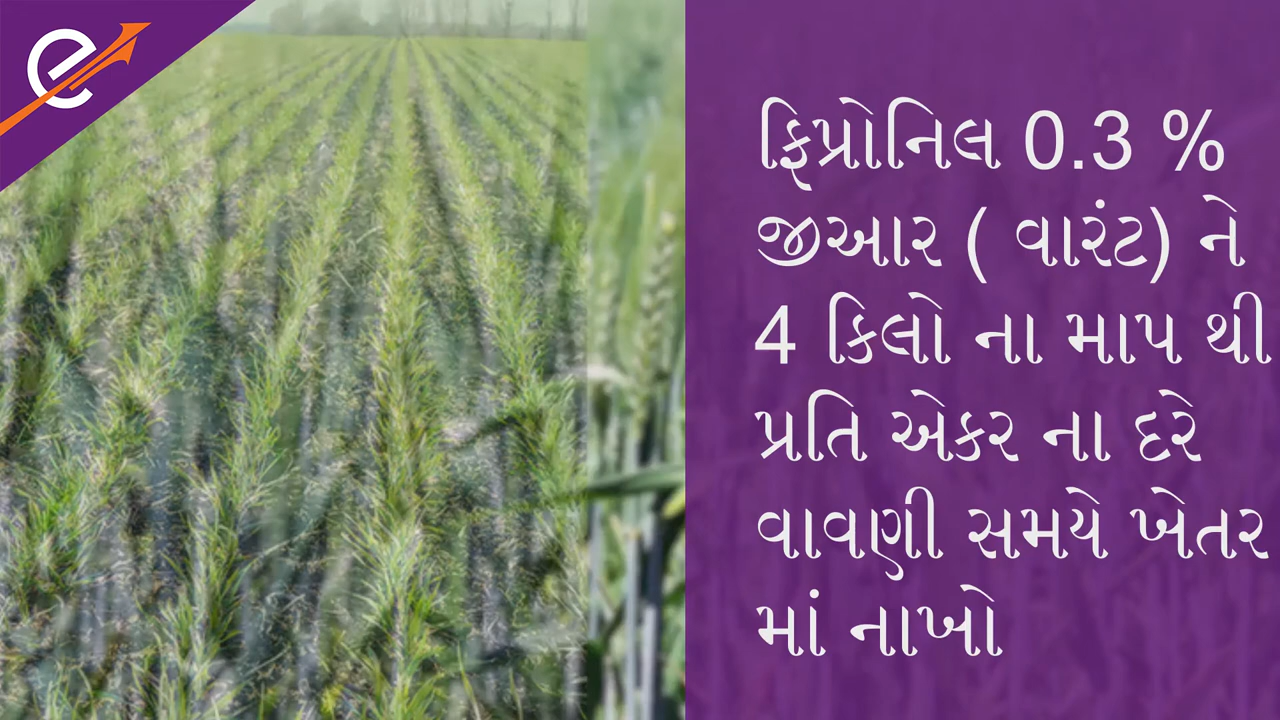 e
ફિપ્રોનિલ 0.3 %
જીઆર ( વારંટ) ને
4 કિલો ના માપ થી
પ્રતિ એકર ના દરે
વાવણી સમયે ખેતર
માં નાખો